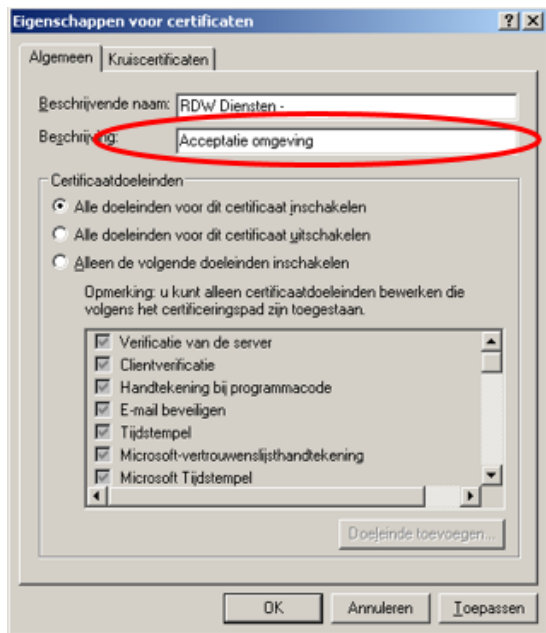 Eigenschappen voor certificaten
Algemeen
Kruiscertificaten
Beschrijvende naam: RDW Diensten -
Beschrijving: Acceptatie omgeving
Certificaatdoeleinden
Alle doeleinden voor dit certificaat inschakelen
Alle doeleinden voor dit certificaat uitschakelen
Alleen de volgende doeleinden inschakelen
Opmerking: u kunt alleen certificaatdoeleinden bewerken die
volgens het certificeringspad zijn toegestaan.
Verificatie van de server
Clientverificatie
Handtekening bij programmacode
E-mail beveiligen
Tijdstempel
Microsoft-vertrouwenslijsthandtekening
Microsoft Tijdstempel
Doeleinde toevoegen...
OK
Annuleren
Toepassen